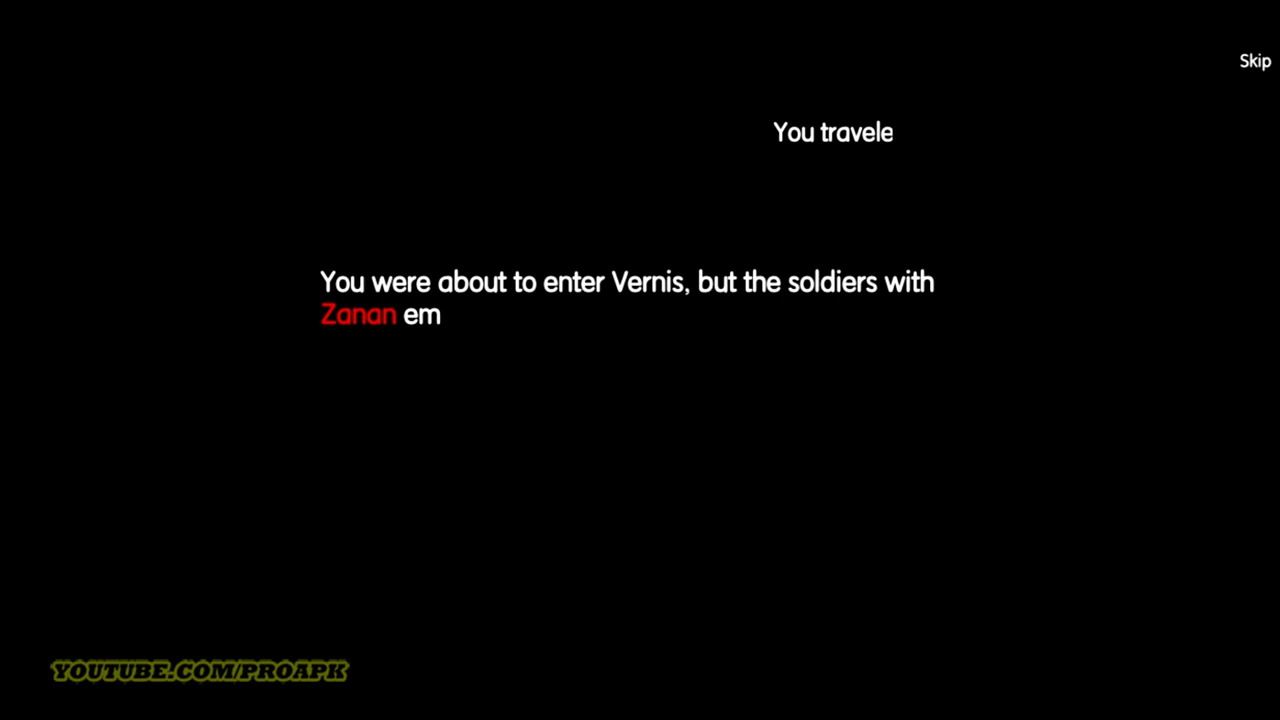 Skip
You travele
You were about to enter Vernis, but the soldiers with
Zanan em
YOUTUBE.COM/PROAPK